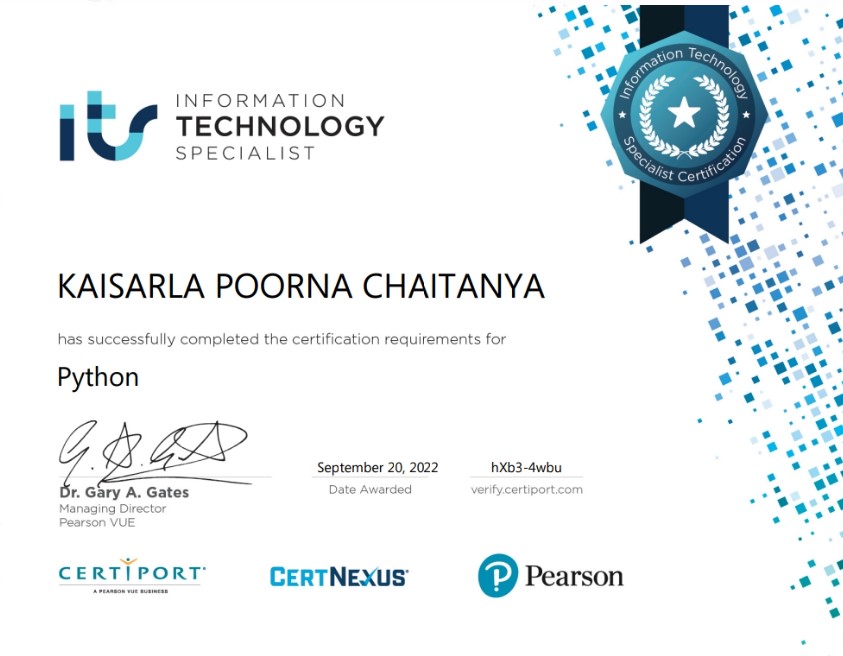 its
INFORMATION
TECHNOLOGY
SPECIALIST
Information Technology
Specialist Certification
KAISARLA POORNA CHAITANYA
has successfully completed the certification requirements for
Python
G. A. Gates
September 20, 2022
hXb3-4wbu
Dr. Gary A. Gates
Date Awarded
verify.certiport.com
Managing Director
Pearson VUE
CERTIPORT®
A PEARSON VUE BUSINESS
CERTNEXUS®
P Pearson